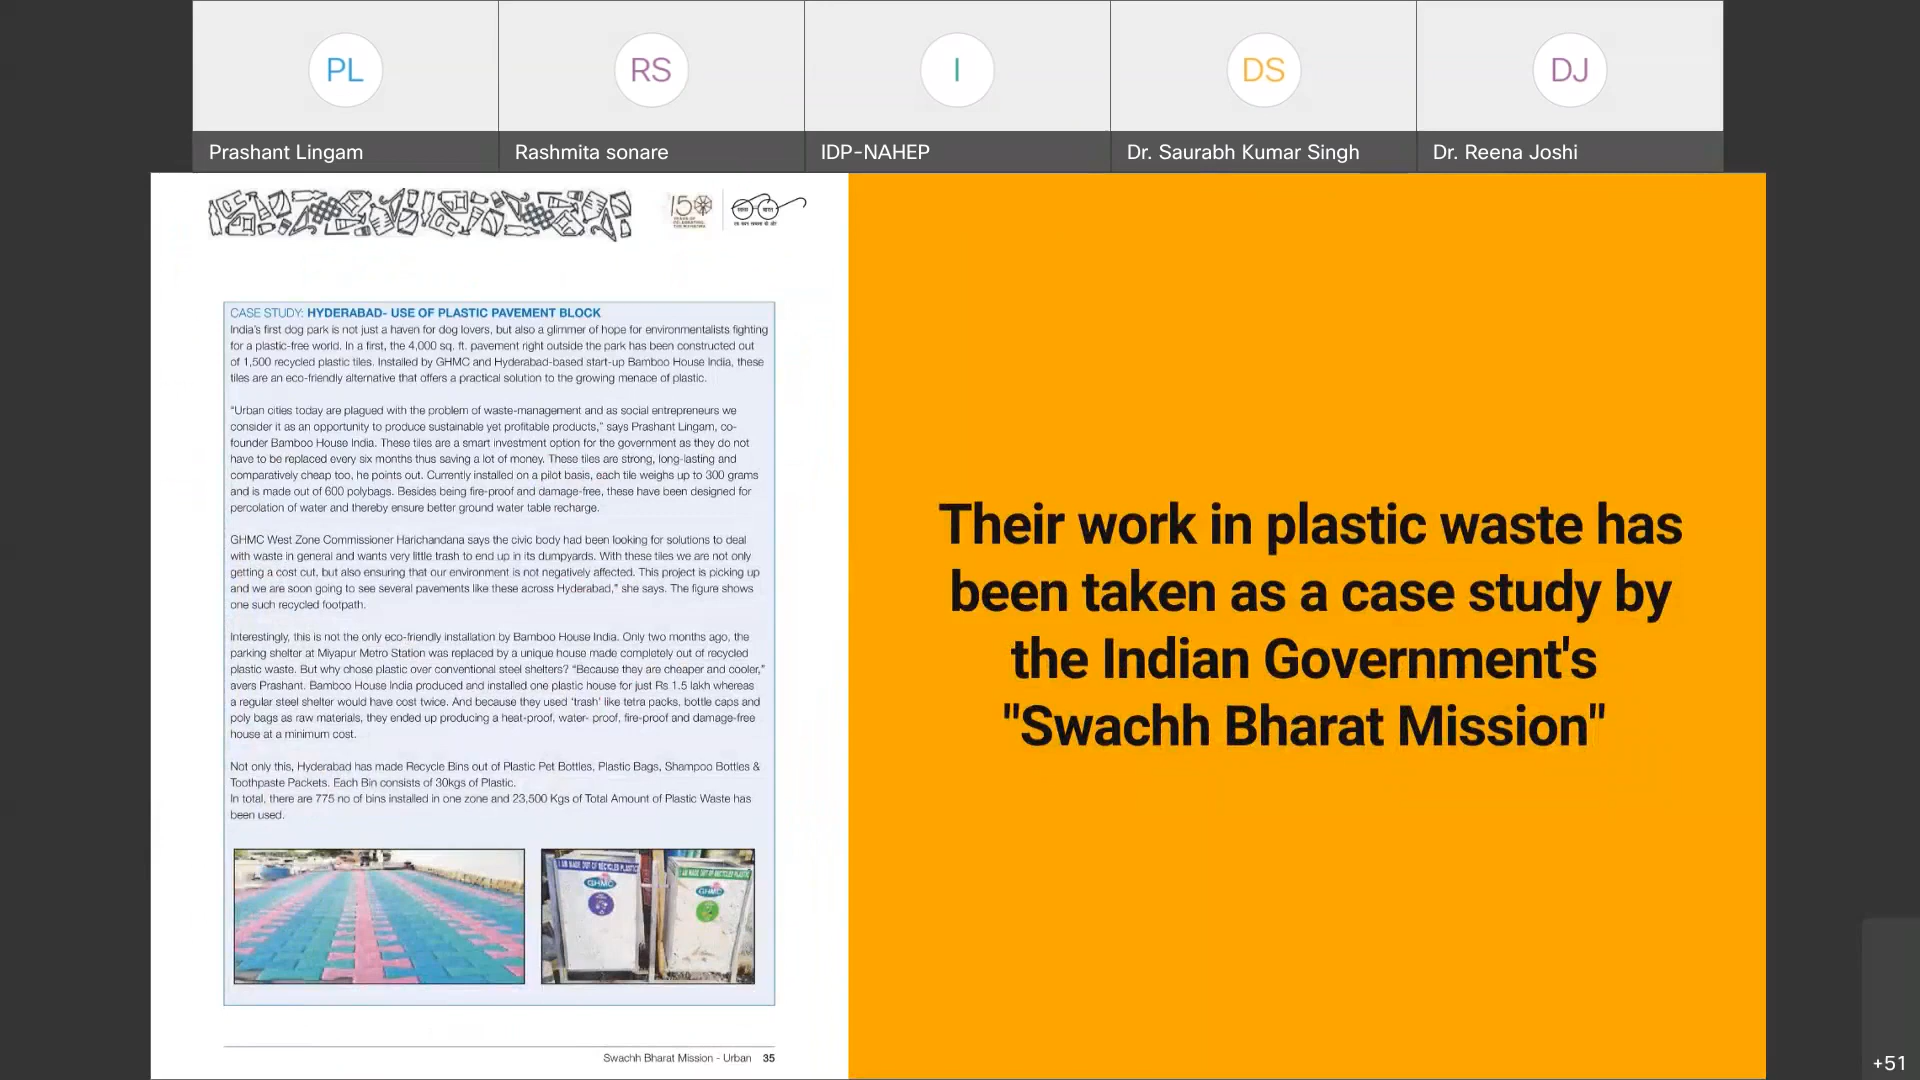 PL
RS
I
DS
DJ
Prashant Lingam
Rashmita sonare
IDP-NAHEP
Dr. Saurabh Kumar Singh
Dr. Reena Joshi
150
YEARS OF
CELEBRATING
THE MAHATMA
स्वच्छ भारत
एक कदम स्वच्छता की ओर
CASE STUDY: HYDERABAD- USE OF PLASTIC PAVEMENT BLOCK
India's first dog park is not just a haven for dog lovers, but also a glimmer of hope for environmentalists fighting
for a plastic-free world. In a first, the 4,000 sq. ft. pavement right outside the park has been constructed out
of 1,500 recycled plastic tiles. Installed by GHMC and Hyderabad-based start-up Bamboo House India, these
tiles are an eco-friendly alternative that offers a practical solution to the growing menace of plastic.
"Urban cities today are plagued with the problem of waste-management and as social entrepreneurs we
consider it as an opportunity to produce sustainable yet profitable products," says Prashant Lingam, co-
founder Bamboo House India. These tiles are a smart investment option for the government as they do not
have to be replaced every six months thus saving a lot of money. These tiles are strong, long-lasting and
comparatively cheap too, he points out. Currently installed on a pilot basis, each tile weighs up to 300 grams
and is made out of 600 polybags. Besides being fire-proof and damage-free, these have been designed for
percolation of water and thereby ensure better ground water table recharge.
GHMC West Zone Commissioner Harichandana says the civic body had been looking for solutions to deal
with waste in general and wants very little trash to end up in its dumpyards. With these tiles we are not only
getting a cost cut, but also ensuring that our environment is not negatively affected. This project is picking up
and we are soon going to see several pavements like these across Hyderabad," she says. The figure shows
one such recycled footpath.
Interestingly, this is not the only eco-friendly installation by Bamboo House India. Only two months ago, the
parking shelter at Miyapur Metro Station was replaced by a unique house made completely out of recycled
plastic waste. But why chose plastic over conventional steel shelters? "Because they are cheaper and cooler,"
avers Prashant. Bamboo House India produced and installed one plastic house for just Rs 1.5 lakh whereas
a regular steel shelter would have cost twice. And because they used 'trash' like tetra packs, bottle caps and
poly bags as raw materials, they ended up producing a heat-proof, water- proof, fire-proof and damage-free
house at a minimum cost.
Not only this, Hyderabad has made Recycle Bins out of Plastic Pet Bottles, Plastic Bags, Shampoo Bottles &
Toothpaste Packets. Each Bin consists of 30kgs of Plastic.
In total, there are 775 no of bins installed in one zone and 23,500 Kgs of Total Amount of Plastic Waste has
been used.
I AM MADE OUT OF RECYCLED PLASTIC
GHMC
I AM MADE OUT OF RECYCLED PLASTIC
GHMC
Swachh Bharat Mission - Urban 35
Their work in plastic waste has
been taken as a case study by
the Indian Government's
"Swachh Bharat Mission"
+51